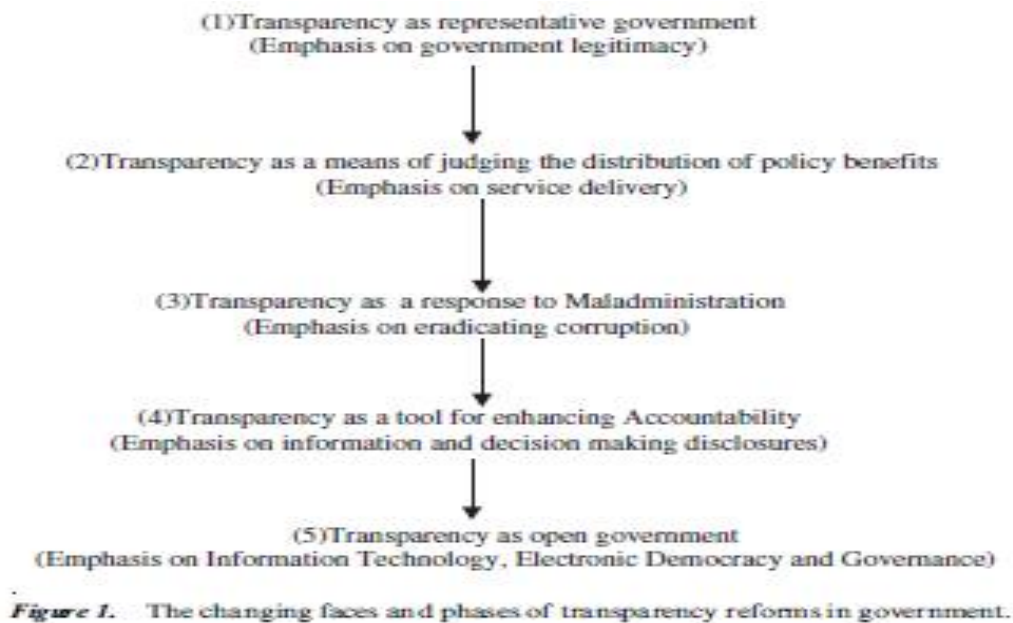 (1)Transparency as representative government
(Emphasis on government legitimacy)
(2)Transparency as a means of judging the distribution of policy benefits
(Emphasis on service delivery)
(3)Transparency as a response to Maladministration
(Emphasis on eradicating corruption)
(4)Transparency as a tool for enhancing Accountability
(Emphasis on information and decision making disclosures)
(5)Transparency as open government
(Emphasis on Information Technology, Electronic Democracy and Governance)
.
Figure 1. The changing faces and phases of transparency reforms in government.